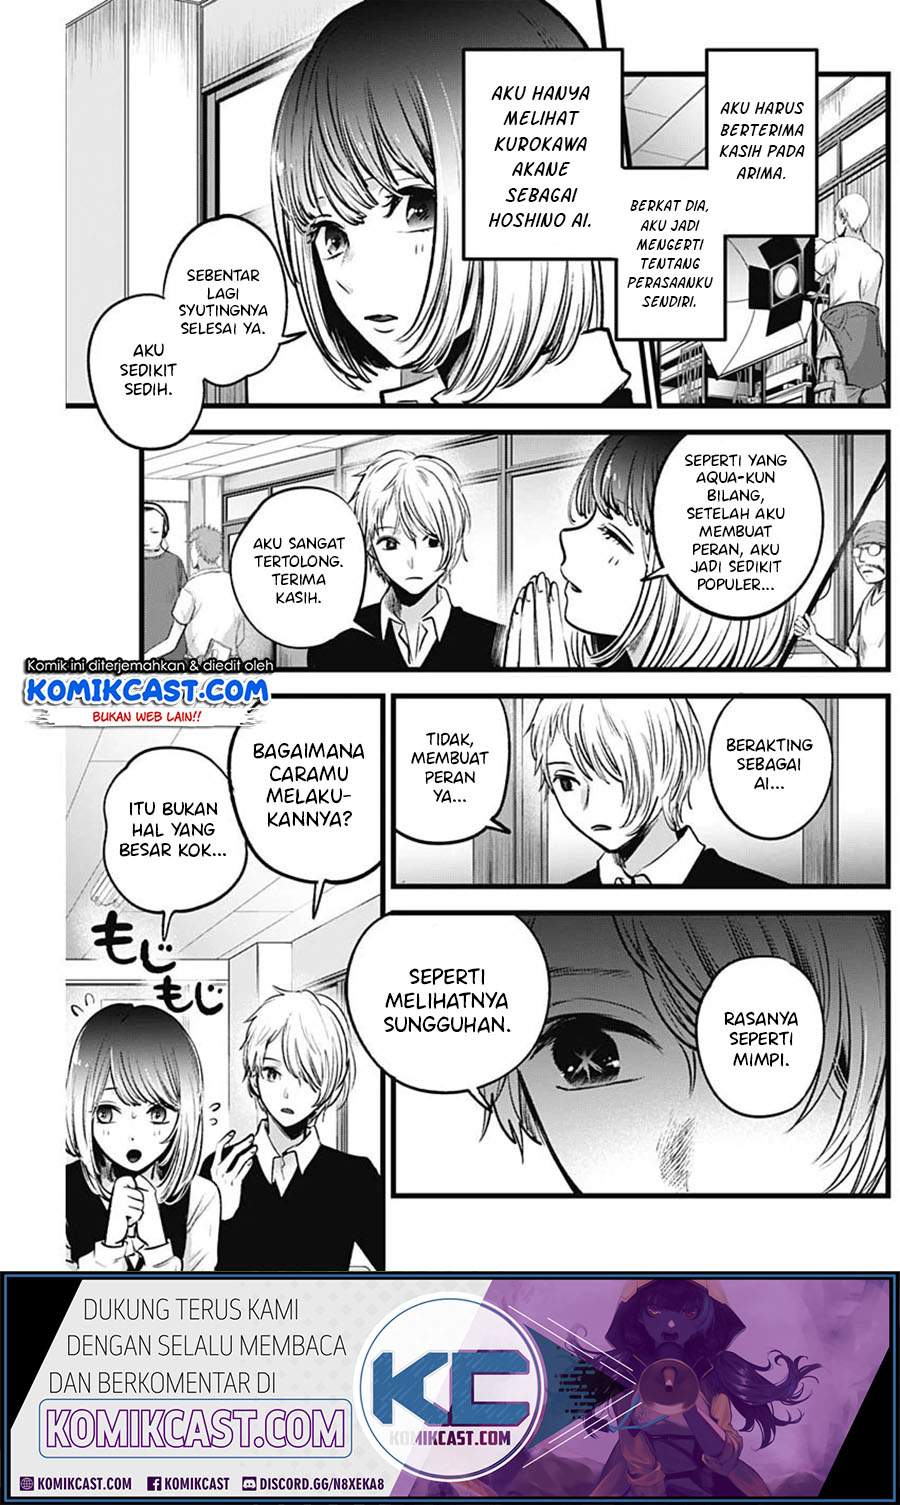 AKU HARUS
BERTERIMA
KASIH PADA
ARIMA.
BERKAT DIA,
AKU JADI
MENGERTI
TENTANG
PERASAANKU
SENDIRI.
AKU HANYA
MELIHAT
KUROKAWA
AKANE
SEBAGAI
HOSHINO AI.
SEBENTAR
LAGI
SYUTINGNYA
SELESAI YA.
AKU
SEDIKIT
SEDIH.
SEPERTI YANG
AQUA-KUN
BILANG,
SETELAH AKU
MEMBUAT
PERAN, AKU
JADI SEDIKIT
POPULER...
AKU SANGAT
TERTOLONG.
TERIMA
KASIH.
Komik ini diterjemahkan & diedit oleh
KOMIKCAST.COM
BUKAN WEB LAIN!!
BERAKTING
SEBAGAI
AI...
TIDAK,
MEMBUAT
PERAN
YA...
BAGAIMANA
CARAMU
MELAKU-
KANNYA?
ITU BUKAN
HAL YANG
BESAR KOK...
もじ
もじ
RASANYA
SEPERTI
MIMPI.
SEPERTI
MELIHATNYA
SUNGGUHAN.
DUKUNG TERUS KAMI
DENGAN SELALU MEMBACA
DAN BERKOMENTAR DI
KOMIKCAST.COM
KOMIKCAST.COM
KOMIKCAST
DISCORD.GG/N8XEKA8
KC
KOMIKCAST.COM